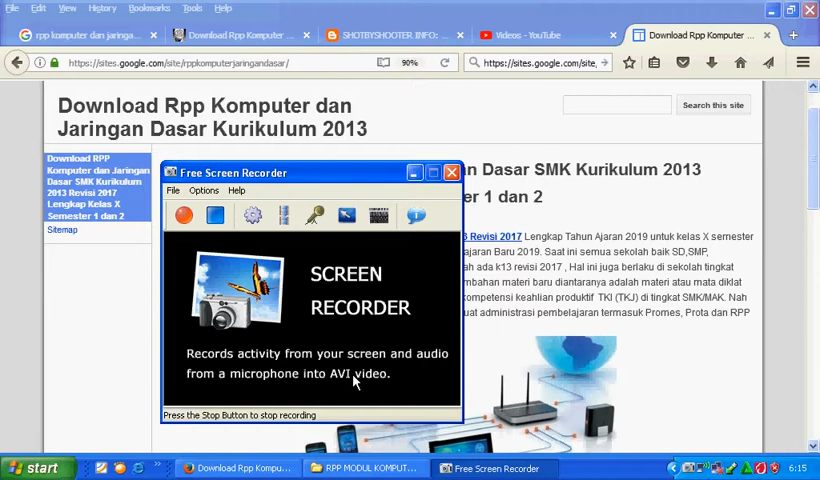 File Edit View History Bookmarks Tools Help
rpp komputer dan jaringa... Download Rpp Komputer ... SHOTBYSHOOTER.INFO: ... Videos - YouTube Download Rpp Komputer ...
https://sites.google.com/site/rppkomputerjaringandasar/ 90% https://sites.google.com/site,
Download Rpp Komputer dan
Jaringan Dasar Kurikulum 2013
Search this site
Download RPP
Komputer dan Jaringan
Dasar SMK Kurikulum
2013 Revisi 2017
Lengkap Kelas X
Semester 1 dan 2
Sitemap
n Dasar SMK Kurikulum 2013
er 1 dan 2
3 Revisi 2017 Lengkap Tahun Ajaran 2019 untuk kelas X semester
ajaran Baru 2019. Saat ini semua sekolah baik SD,SMP,
ah ada k13 revisi 2017 , Hal ini juga berlaku di sekolah tingkat
mbahan materi baru diantaranya adalah materi atau mata diklat
kompetensi keahlian produktif TKI (TKJ) di tingkat SMK/MAK. Nah
uat administrasi pembelajaran termasuk Promes, Prota dan RPP
Free Screen Recorder
File Options Help
SCREEN
RECORDER
Records activity from your screen and audio
from a microphone into AVI video.
Press the Stop Button to stop recording
start Download Rpp Kompu... RPP MODUL KOMPUT... Free Screen Recorder 6:15